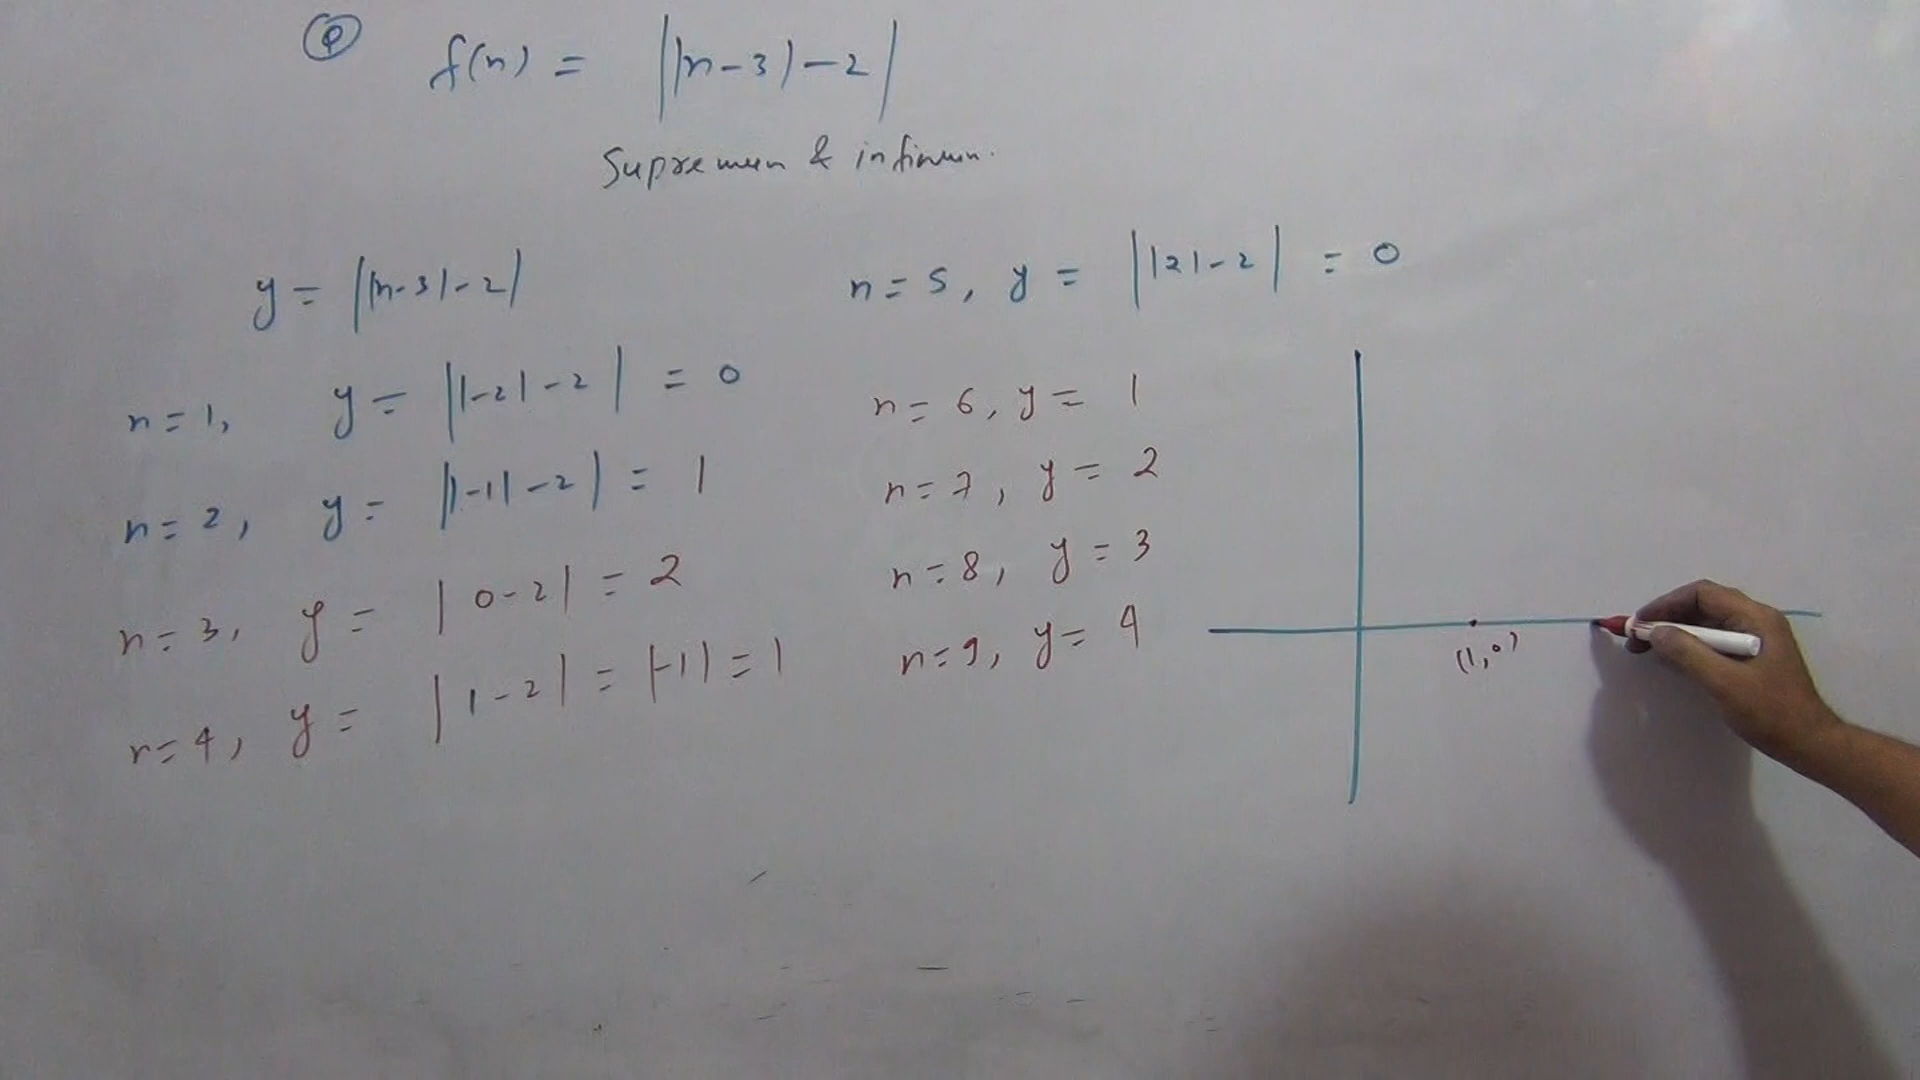 Q f(n) = ||n-3|-2|
Supremum & infimum.
y = ||n-3|-2|
n=1, y = ||-2|-2| = 0
n=2, y = ||-1|-2| = 1
n=3, y = |0-2| = 2
n=4, y = |1-2| = |-1| = 1
n=5, y = ||2|-2| = 0
n=6, y = 1
n=7, y = 2
n=8, y = 3
n=9, y = 4
(1,0)